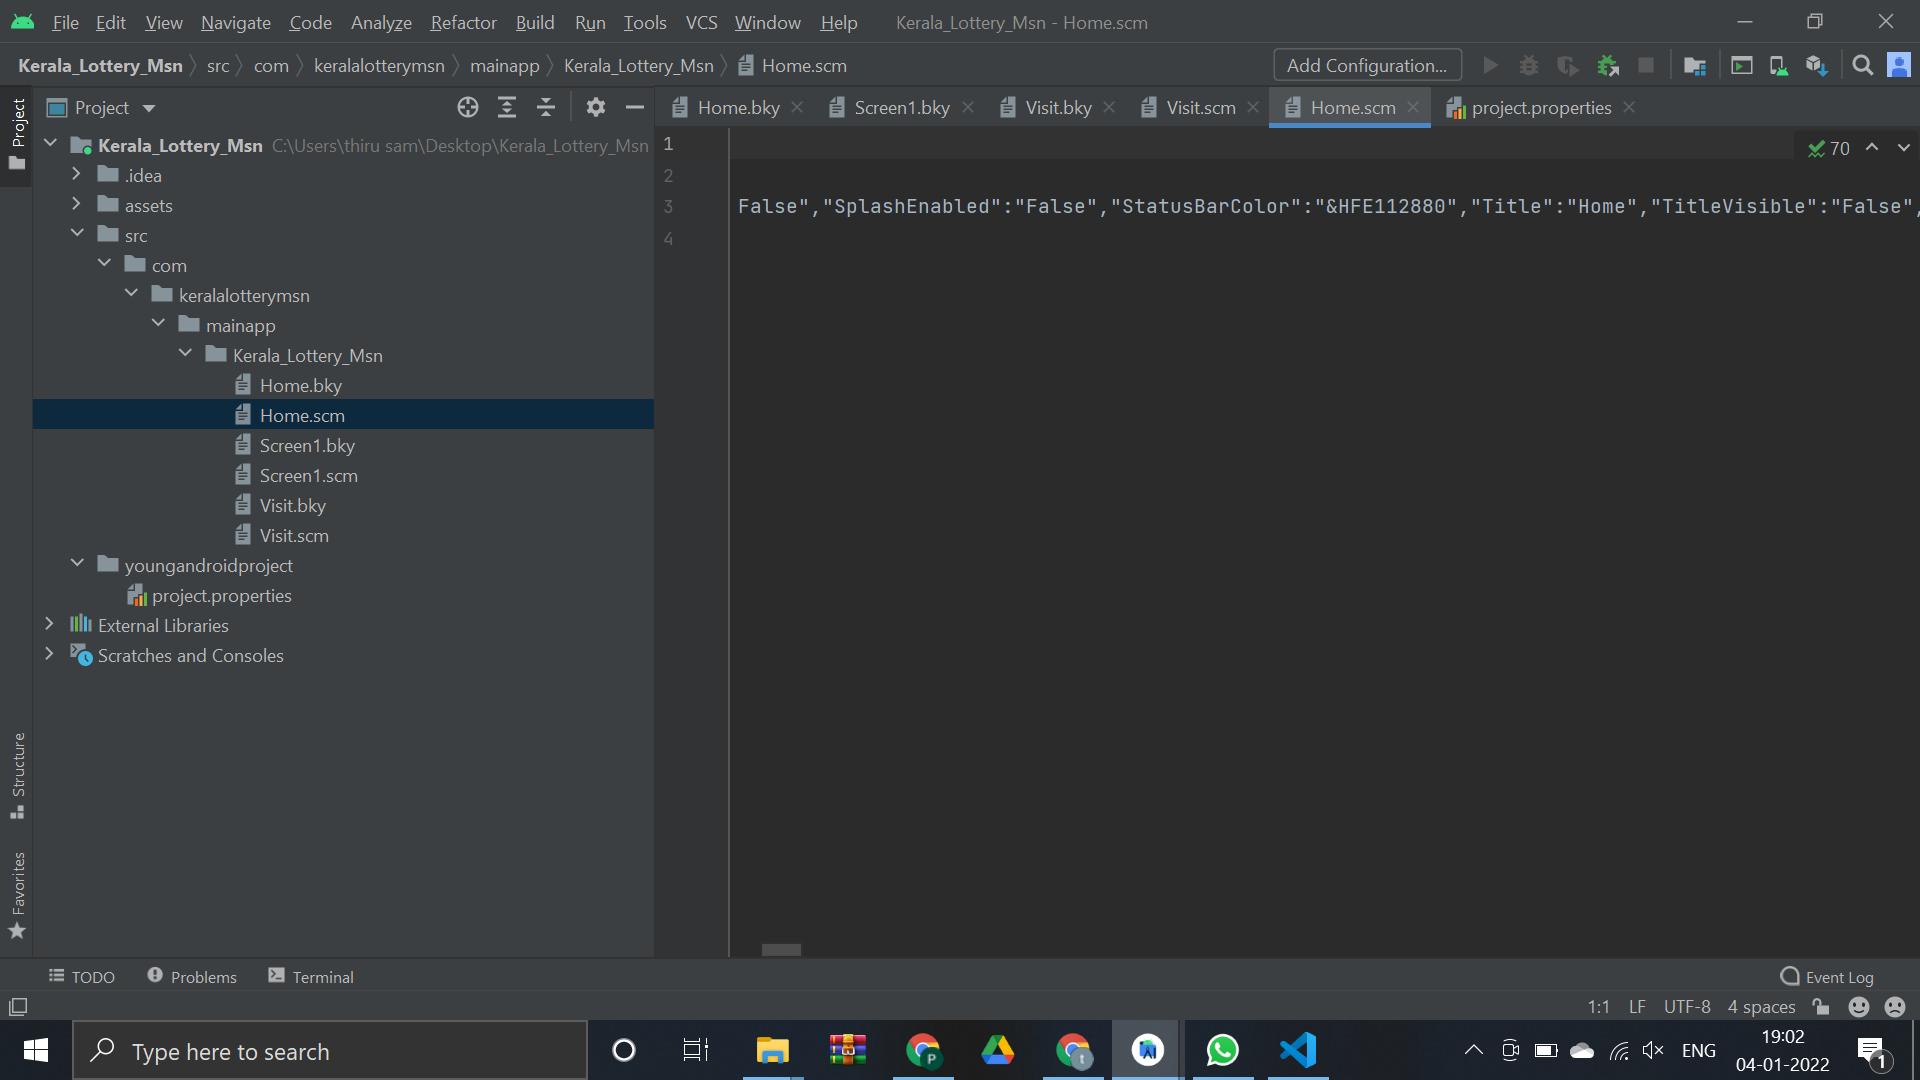 File Edit View Navigate Code Analyze Refactor Build Run Tools VCS Window Help Kerala_Lottery_Msn - Home.scm
Kerala_Lottery_Msn src com keralalotterymsn mainapp Kerala_Lottery_Msn Home.scm Add Configuration...
Project Home.bky Screen1.bky Visit.bky Visit.scm Home.scm project.properties
Project
Kerala_Lottery_Msn C:\Users\thiru sam\Desktop\Kerala_Lottery_Msn
.idea
assets
src
com
keralalotterymsn
mainapp
Kerala_Lottery_Msn
Home.bky
Home.scm
Screen1.bky
Screen1.scm
Visit.bky
Visit.scm
youngandroidproject
project.properties
External Libraries
Scratches and Consoles
1
2
3 False","SplashEnabled":"False","StatusBarColor":"&HFE112880","Title":"Home","TitleVisible":"False",
4
70
Structure
Favorites
TODO Problems Terminal Event Log
1:1 LF UTF-8 4 spaces
Type here to search
P
t
ENG
19:02
04-01-2022
1